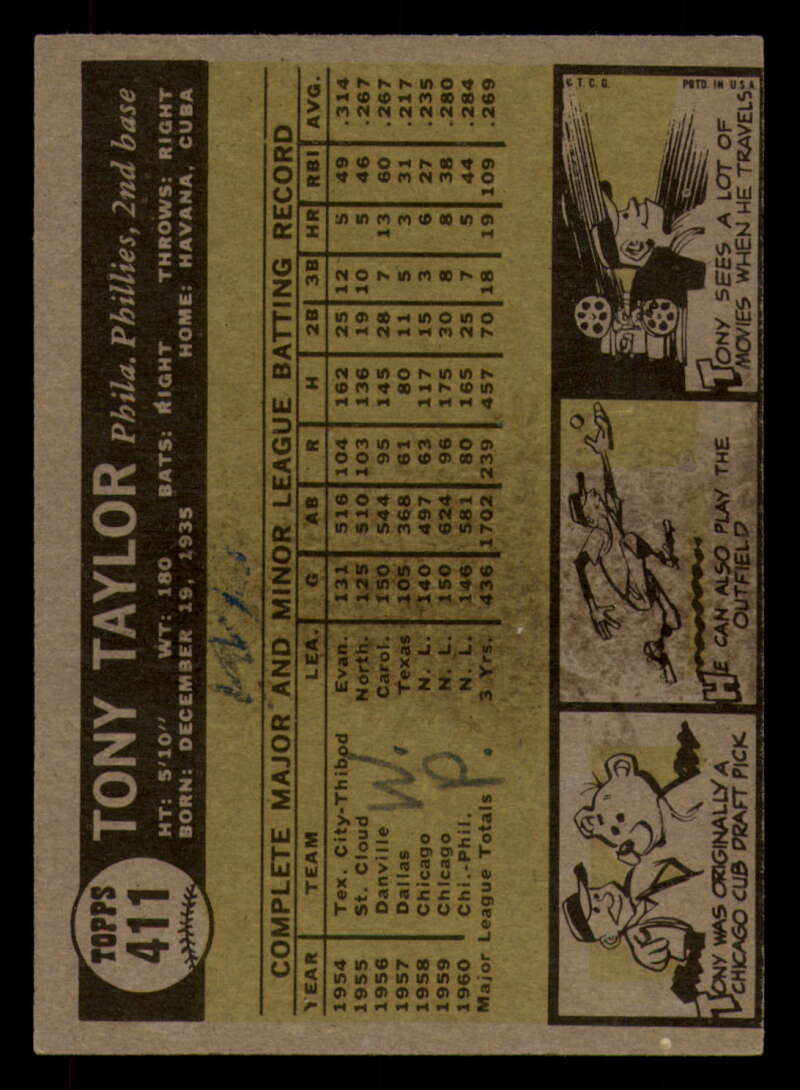 TOPPS
411
TONY TAYLOR Phila. Phillies, 2nd base
HT: 5'10" WT: 180 BATS: RIGHT THROWS: RIGHT
BORN: DECEMBER 19, 1935 HOME: HAVANA, CUBA
COMPLETE MAJOR AND MINOR LEAGUE BATTING RECORD
YEAR TEAM LEA. G AB R H 2B 3B HR RBI AVG.
1954 Tex. City-Thibod Evan. 131 516 104 162 25 12 5 49 .314
1955 St. Cloud North. 125 510 103 136 19 10 5 46 .267
1956 Danville Carol. 150 544 95 145 28 7 13 60 .267
1957 Dallas Texas 105 368 61 80 11 5 3 31 .217
1958 Chicago N. L. 140 497 63 117 15 3 6 27 .235
1959 Chicago N. L. 150 624 96 175 30 8 8 38 .280
1960 Chi.-Phil. N. L. 146 581 80 165 25 7 5 44 .284
Major League Totals 3 Yrs. 436 1702 239 457 70 18 19 109 .269
W. P.
TONY WAS ORIGINALLY A
CHICAGO CUB DRAFT PICK
HE CAN ALSO PLAY THE
OUTFIELD
© T. C. G. PRTD. IN U.S.A.
TONY SEES A LOT OF
MOVIES WHEN HE TRAVELS